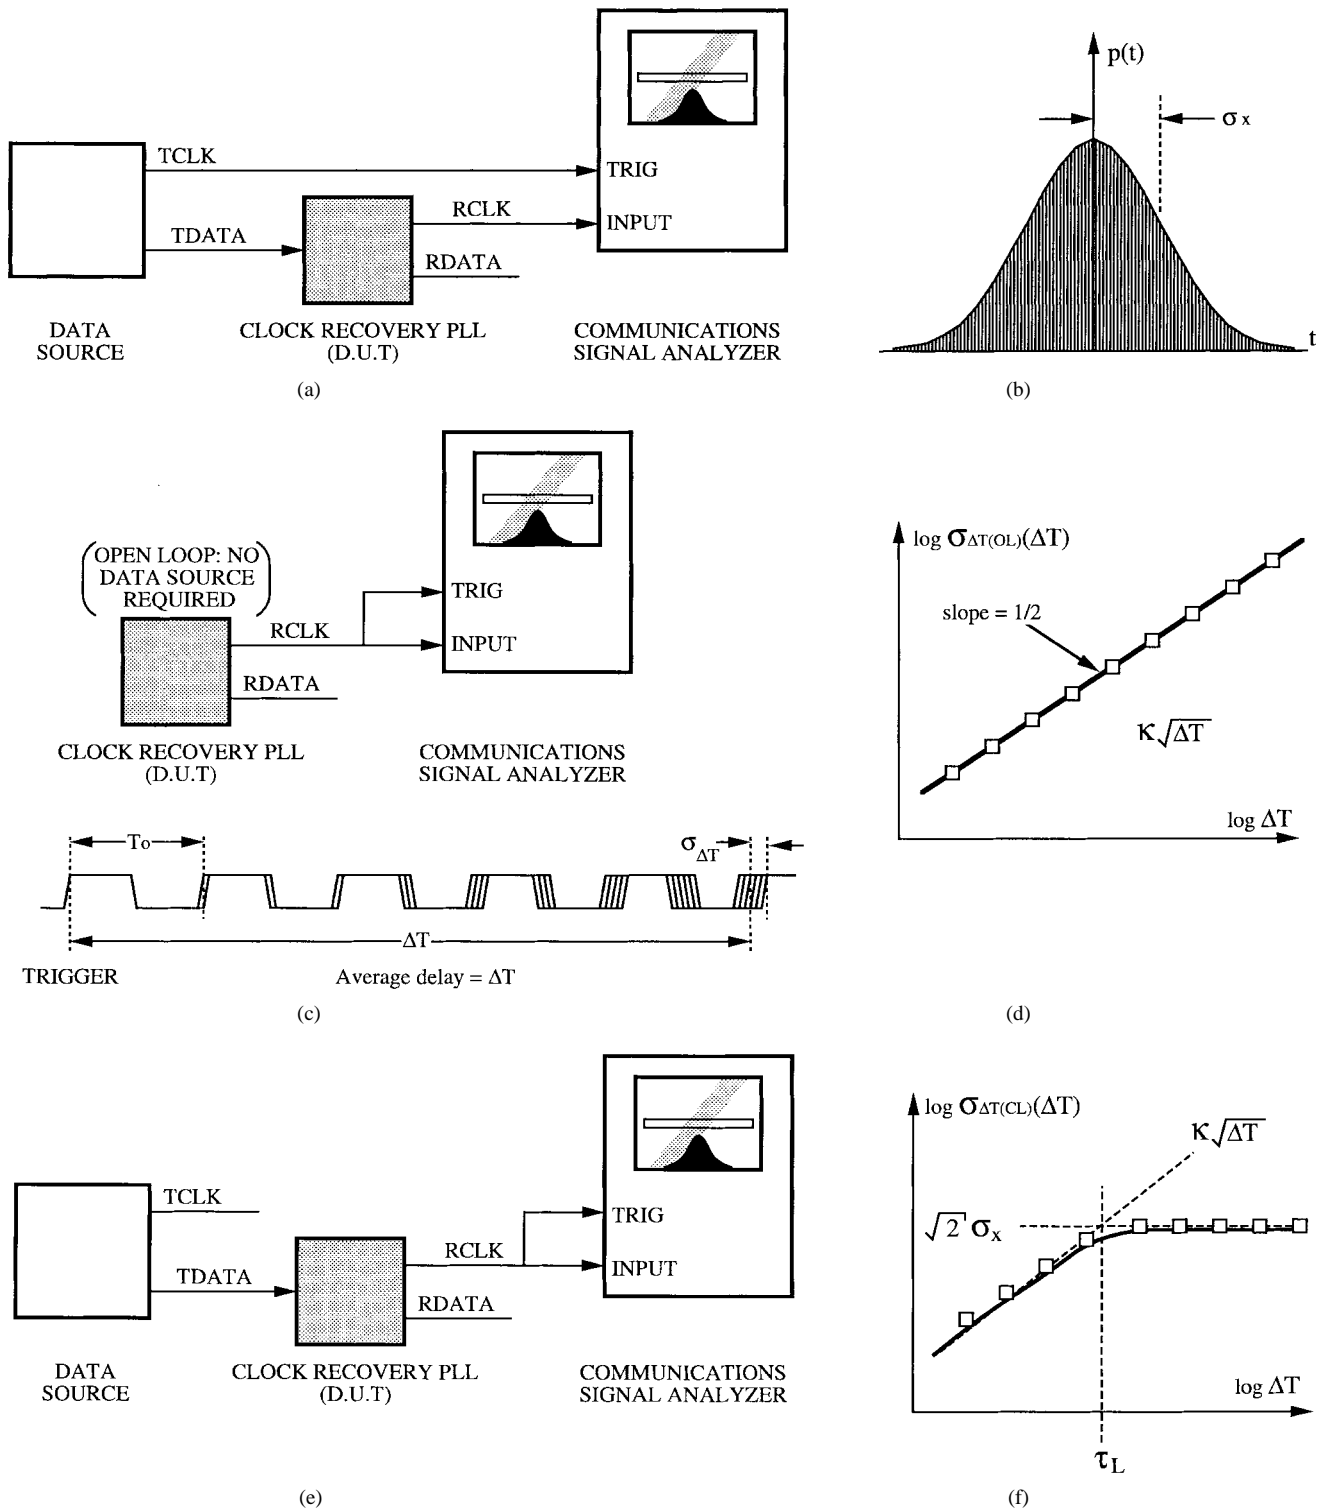 TCLK
TDATA
RCLK
RDATA
TRIG
INPUT
DATA
SOURCE
CLOCK RECOVERY PLL
(D.U.T)
COMMUNICATIONS
SIGNAL ANALYZER
(a)
p(t)
σx
t
(b)
(OPEN LOOP: NO
DATA SOURCE
REQUIRED)
RCLK
RDATA
TRIG
INPUT
CLOCK RECOVERY PLL
(D.U.T)
COMMUNICATIONS
SIGNAL ANALYZER
To
σΔT
ΔT
TRIGGER
Average delay = ΔT
(c)
log σΔT(OL)(ΔT)
slope = 1/2
κ√ΔT
log ΔT
(d)
TCLK
TDATA
RCLK
RDATA
TRIG
INPUT
DATA
SOURCE
CLOCK RECOVERY PLL
(D.U.T)
COMMUNICATIONS
SIGNAL ANALYZER
(e)
log σΔT(CL)(ΔT)
κ√ΔT
√2 σx
log ΔT
τL
(f)